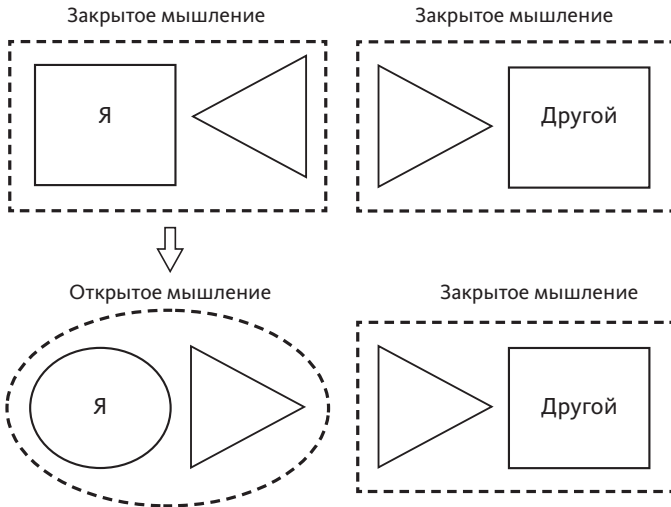 Закрытое мышление
Закрытое мышление
Я
Другой
Открытое мышление
Закрытое мышление
Я
Другой